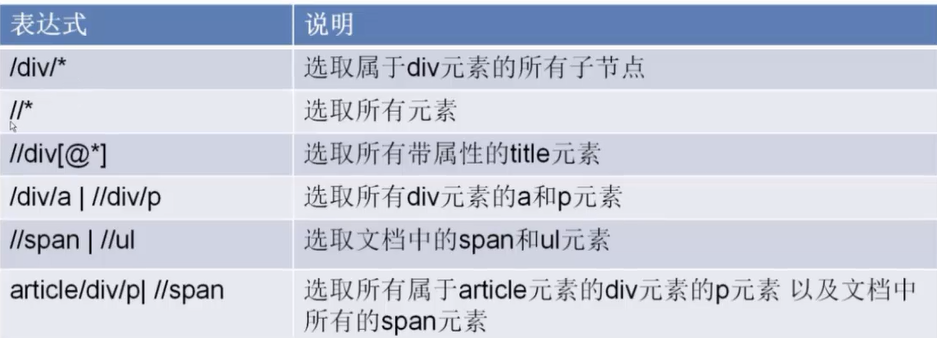 表达式 说明
/div/* 选取属于div元素的所有子节点
//* 选取所有元素
//div[@*] 选取所有带属性的title元素
/div/a | //div/p 选取所有div元素的a和p元素
//span | //ul 选取文档中的span和ul元素
article/div/p| //span 选取所有属于article元素的div元素的p元素 以及文档中
所有的span元素